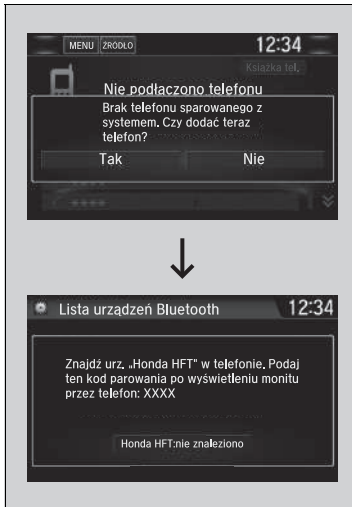 MENU ŹRÓDŁO 12:34
Książka tel.
Nie podłączono telefonu
Brak telefonu sparowanego z
systemem. Czy dodać teraz
telefon?
Tak Nie
Lista urządzeń Bluetooth 12:34
Znajdź urz. „Honda HFT" w telefonie. Podaj
ten kod parowania po wyświetleniu monitu
przez telefon: XXXX
Honda HFT:nie znaleziono